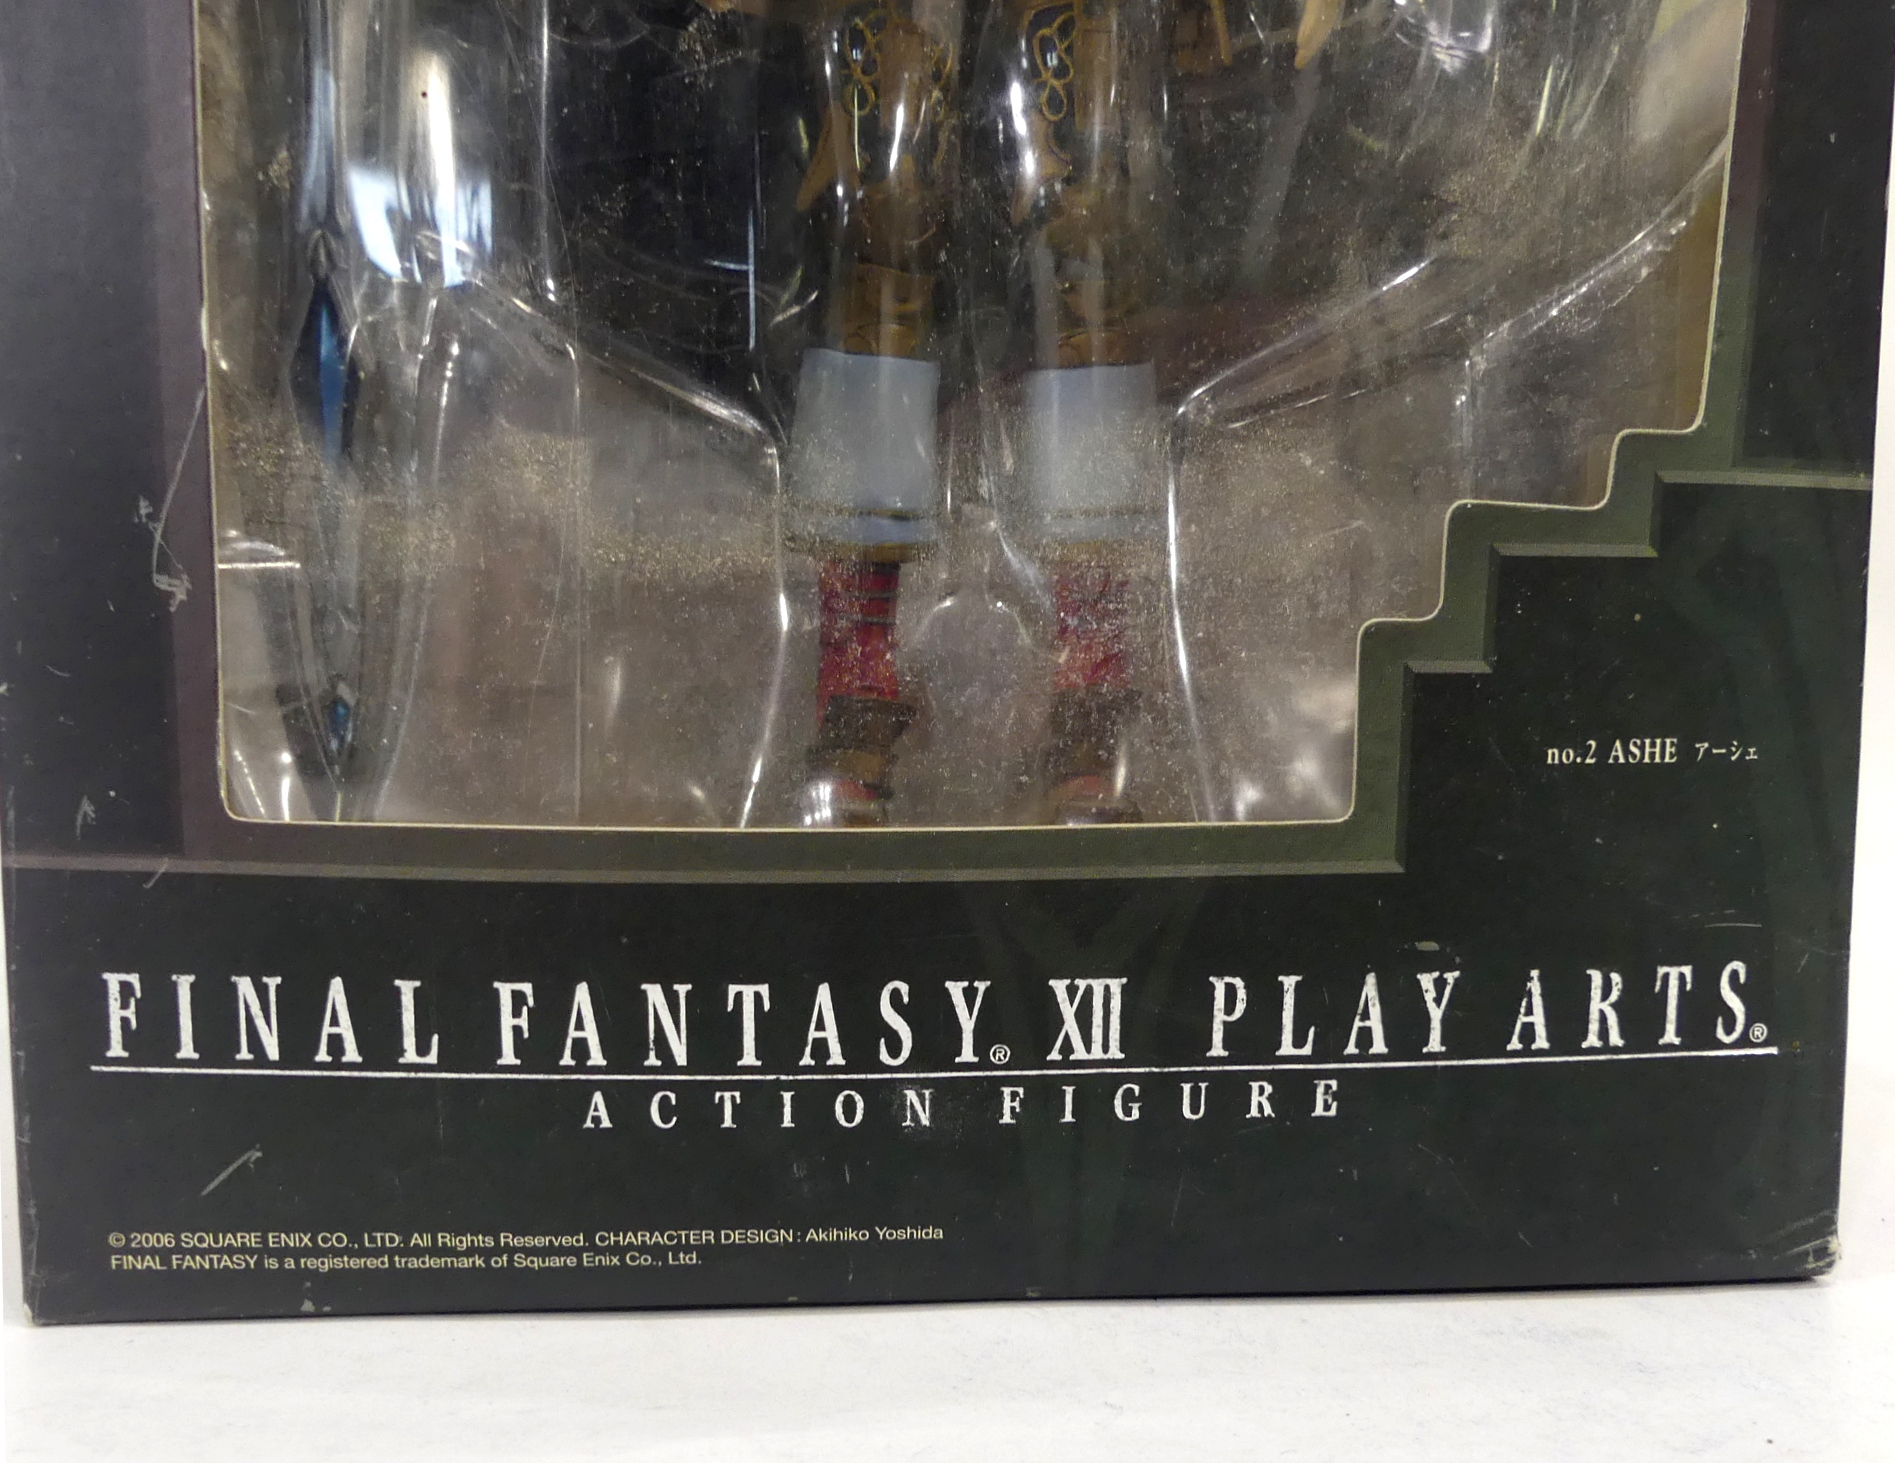 no.2 ASHE アーシェ
FINAL FANTASY® XII PLAY ARTS®
ACTION FIGURE
© 2006 SQUARE ENIX CO., LTD. All Rights Reserved. CHARACTER DESIGN : Akihiko Yoshida
FINAL FANTASY is a registered trademark of Square Enix Co., Ltd.